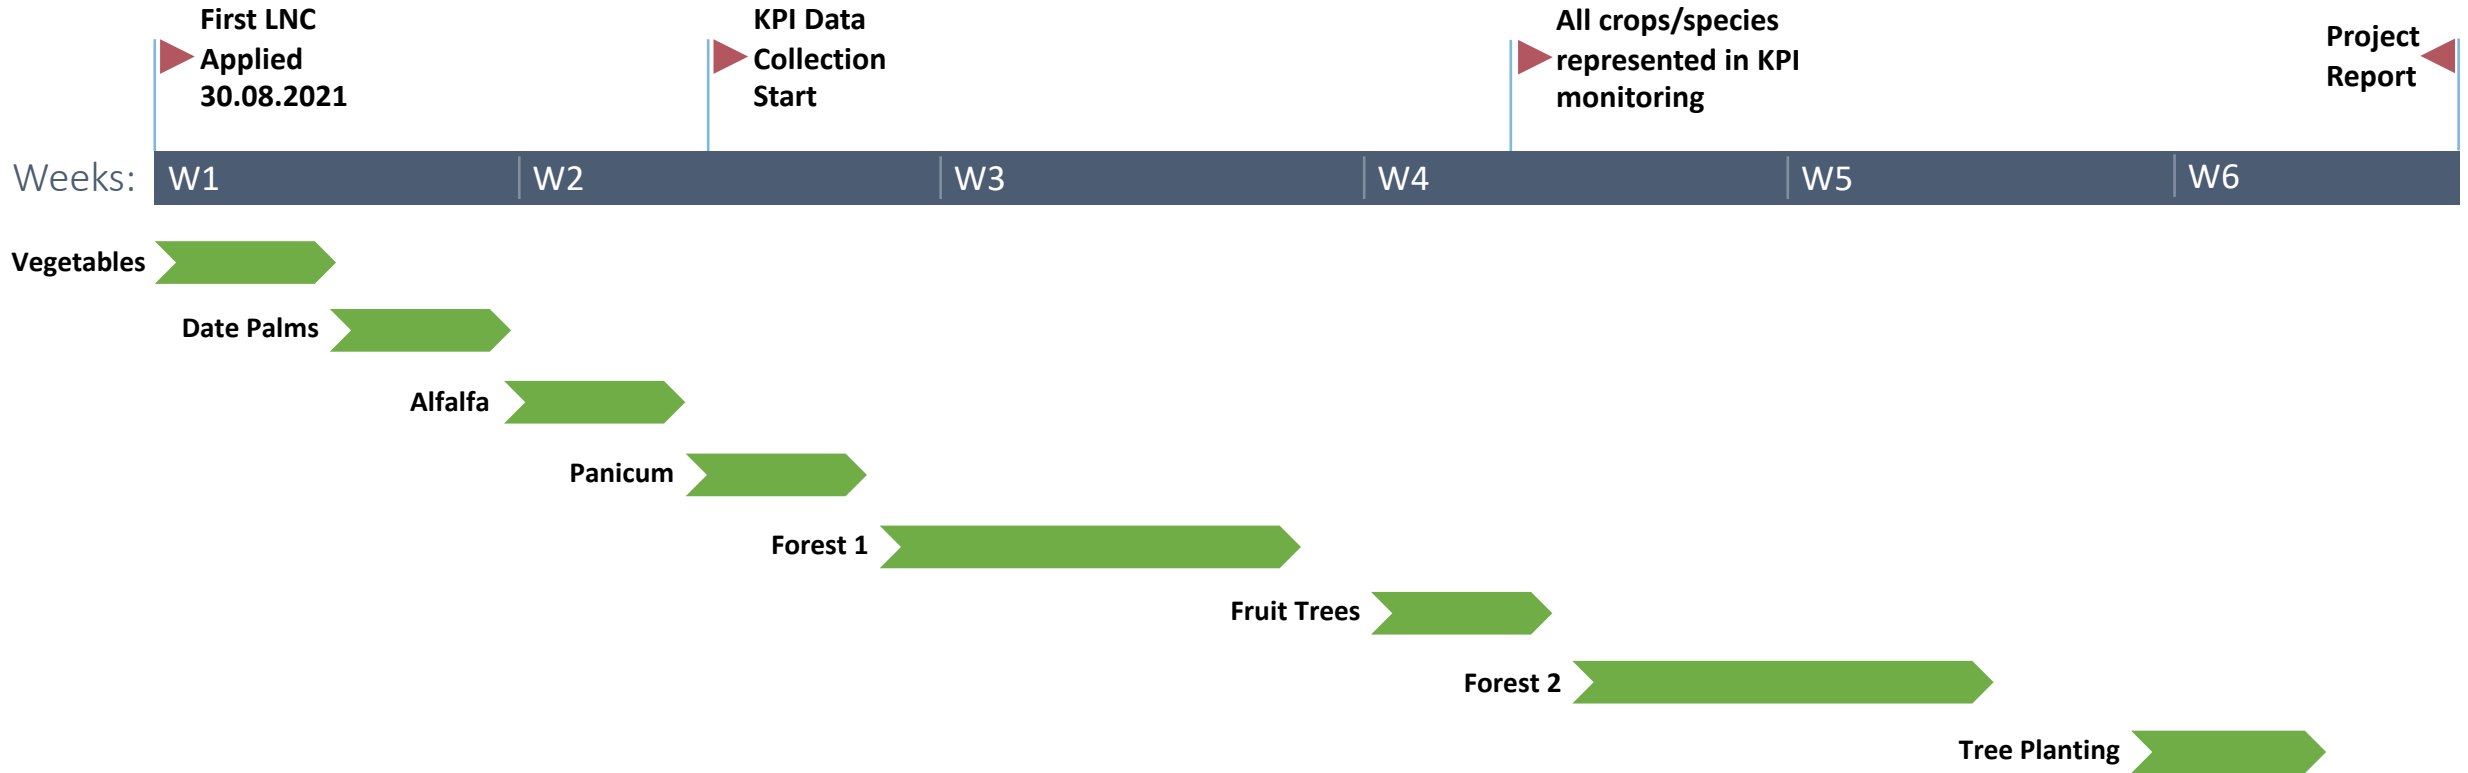 First LNC
Applied
30.08.2021
KPI Data
Collection
Start
All crops/species
represented in KPI
monitoring
Project
Report
Weeks: W1 W2 W3 W4 W5 W6
Vegetables
Date Palms
Alfalfa
Panicum
Forest 1
Fruit Trees
Forest 2
Tree Planting